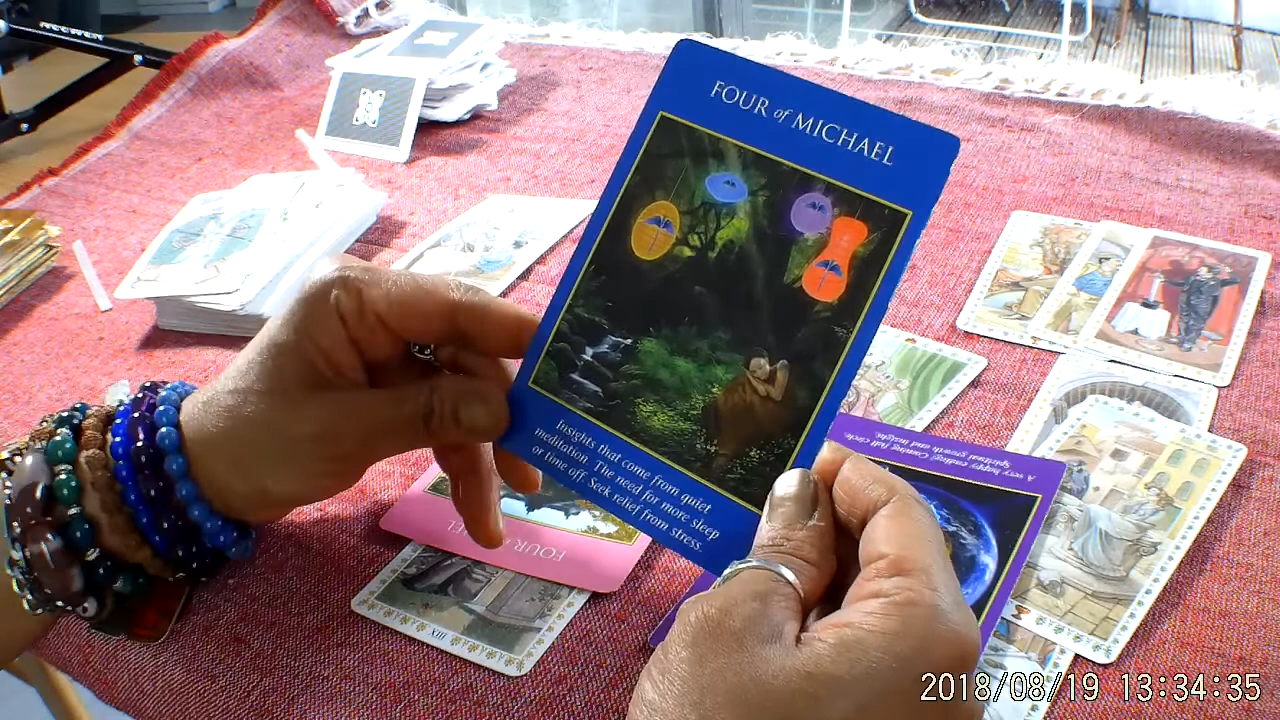 NEEWER
FOUR of MICHAEL
Insights that come from quiet
meditation. The need for more sleep
or time off. Seek relief from stress.
A very happy ending! Coming full circle.
Spiritual growth and insight.
FOUR
XIX
2018/08/19 13:34:35